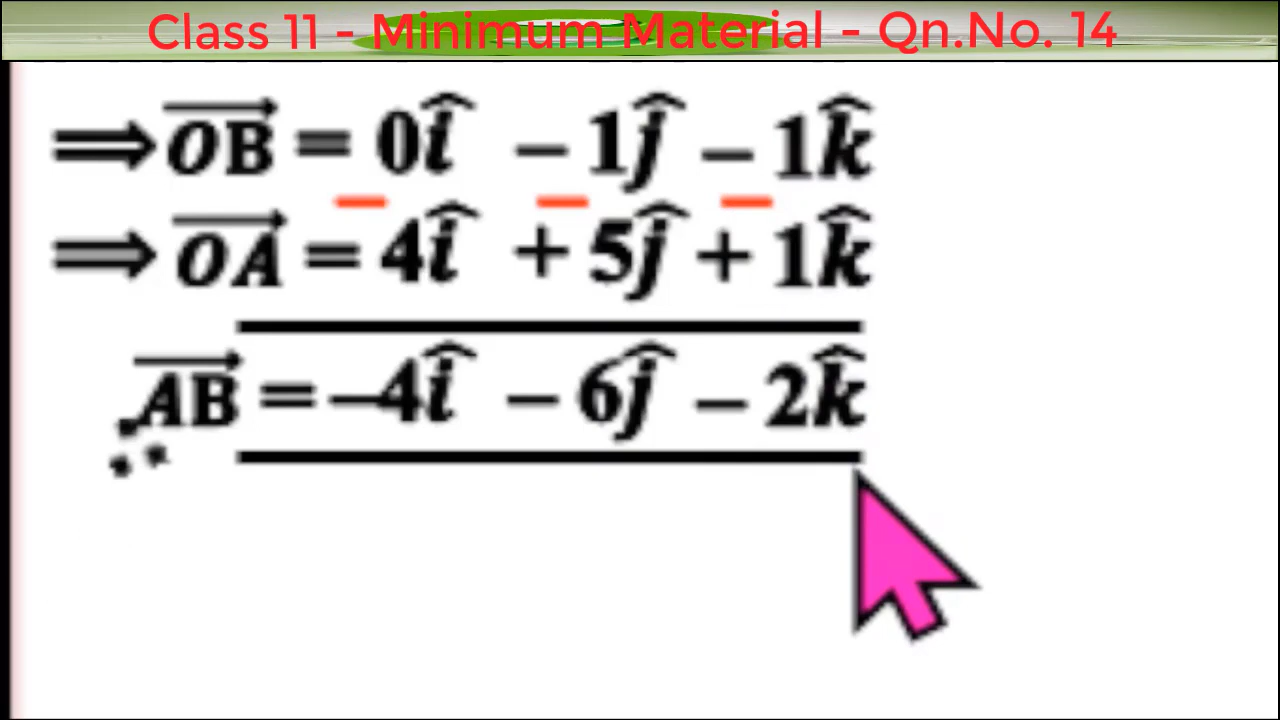 Class 11 - Minimum Material - Qn.No. 14
⟹ $\overrightarrow{OB}$ = 0$\hat{i}$ − 1$\hat{j}$ − 1$\hat{k}$
− − −
⟹ $\overrightarrow{OA}$ = 4$\hat{i}$ + 5$\hat{j}$ + 1$\hat{k}$
∴ $\overrightarrow{AB}$ = −4$\hat{i}$ − 6$\hat{j}$ − 2$\hat{k}$